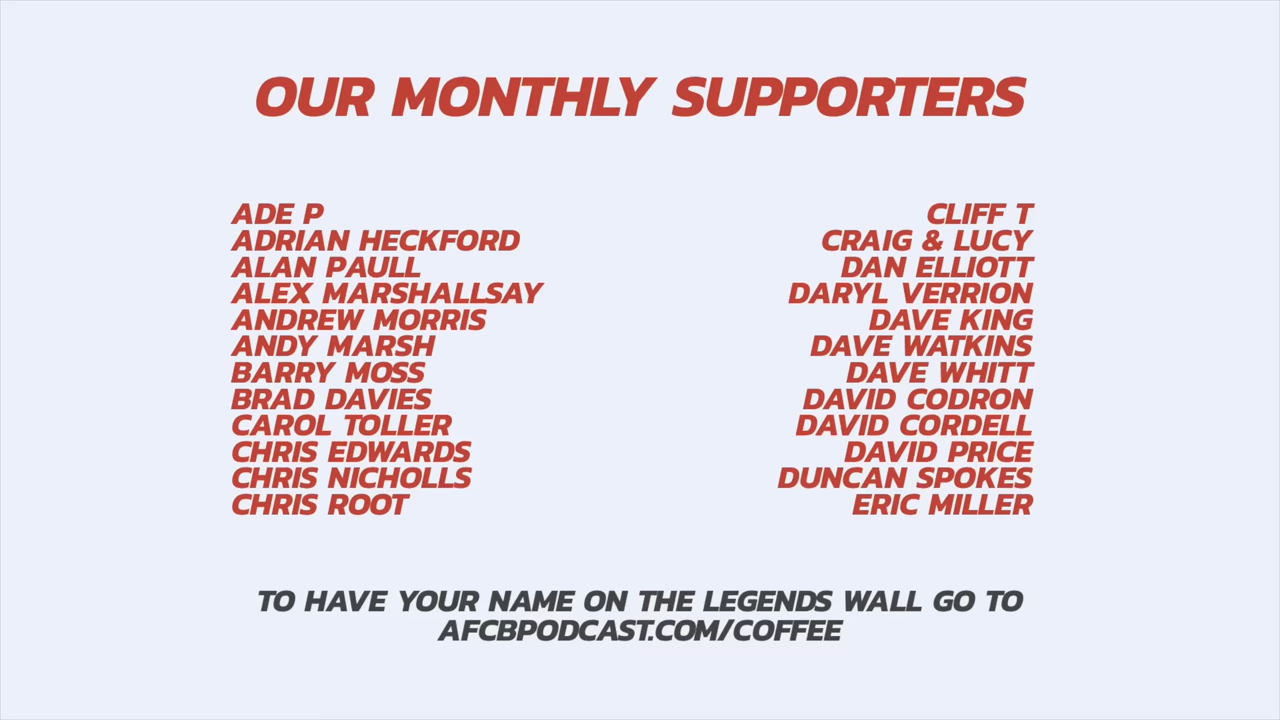 OUR MONTHLY SUPPORTERS
ADE P
ADRIAN HECKFORD
ALAN PAULL
ALEX MARSHALLSAY
ANDREW MORRIS
ANDY MARSH
BARRY MOSS
BRAD DAVIES
CAROL TOLLER
CHRIS EDWARDS
CHRIS NICHOLLS
CHRIS ROOT
CLIFF T
CRAIG & LUCY
DAN ELLIOTT
DARYL VERRION
DAVE KING
DAVE WATKINS
DAVE WHITT
DAVID CODRON
DAVID CORDELL
DAVID PRICE
DUNCAN SPOKES
ERIC MILLER
TO HAVE YOUR NAME ON THE LEGENDS WALL GO TO
AFCBPODCAST.COM/COFFEE